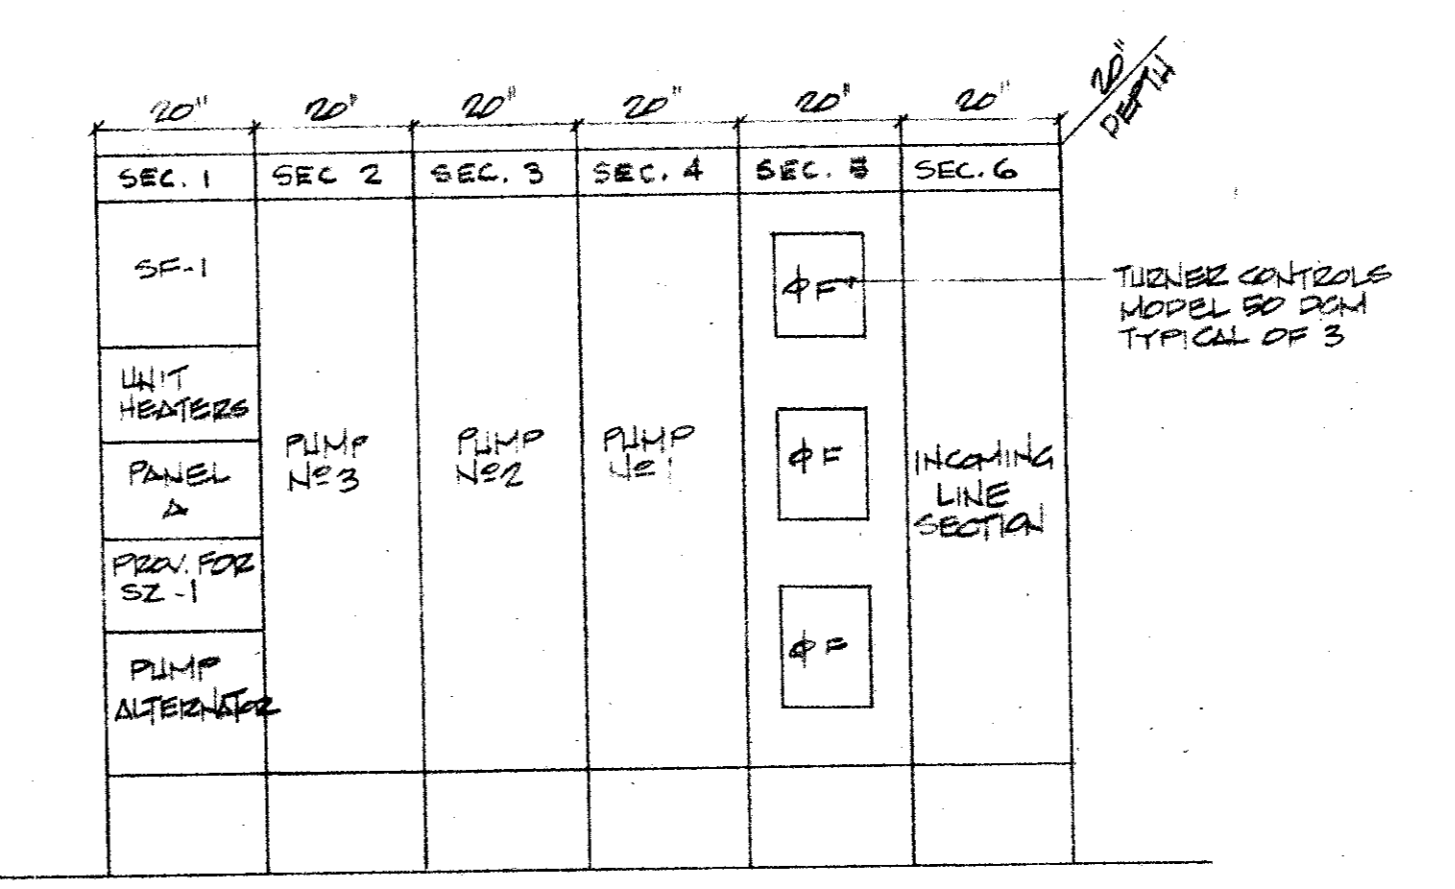 20" 20" 20" 20" 20" 20" 20"
DEPTH
SEC. 1 SEC 2 SEC. 3 SEC. 4 SEC. 5 SEC. 6
SF-1
UNIT
HEATERS
PANEL
A
PROV. FOR
SZ-1
PUMP
ALTERNATOR
PUMP
Nº3
PUMP
Nº2
PUMP
Nº1
ϕF
ϕF
ϕF
INCOMING
LINE
SECTION
TURNER CONTROLS
MODEL 50 DGM
TYPICAL OF 3